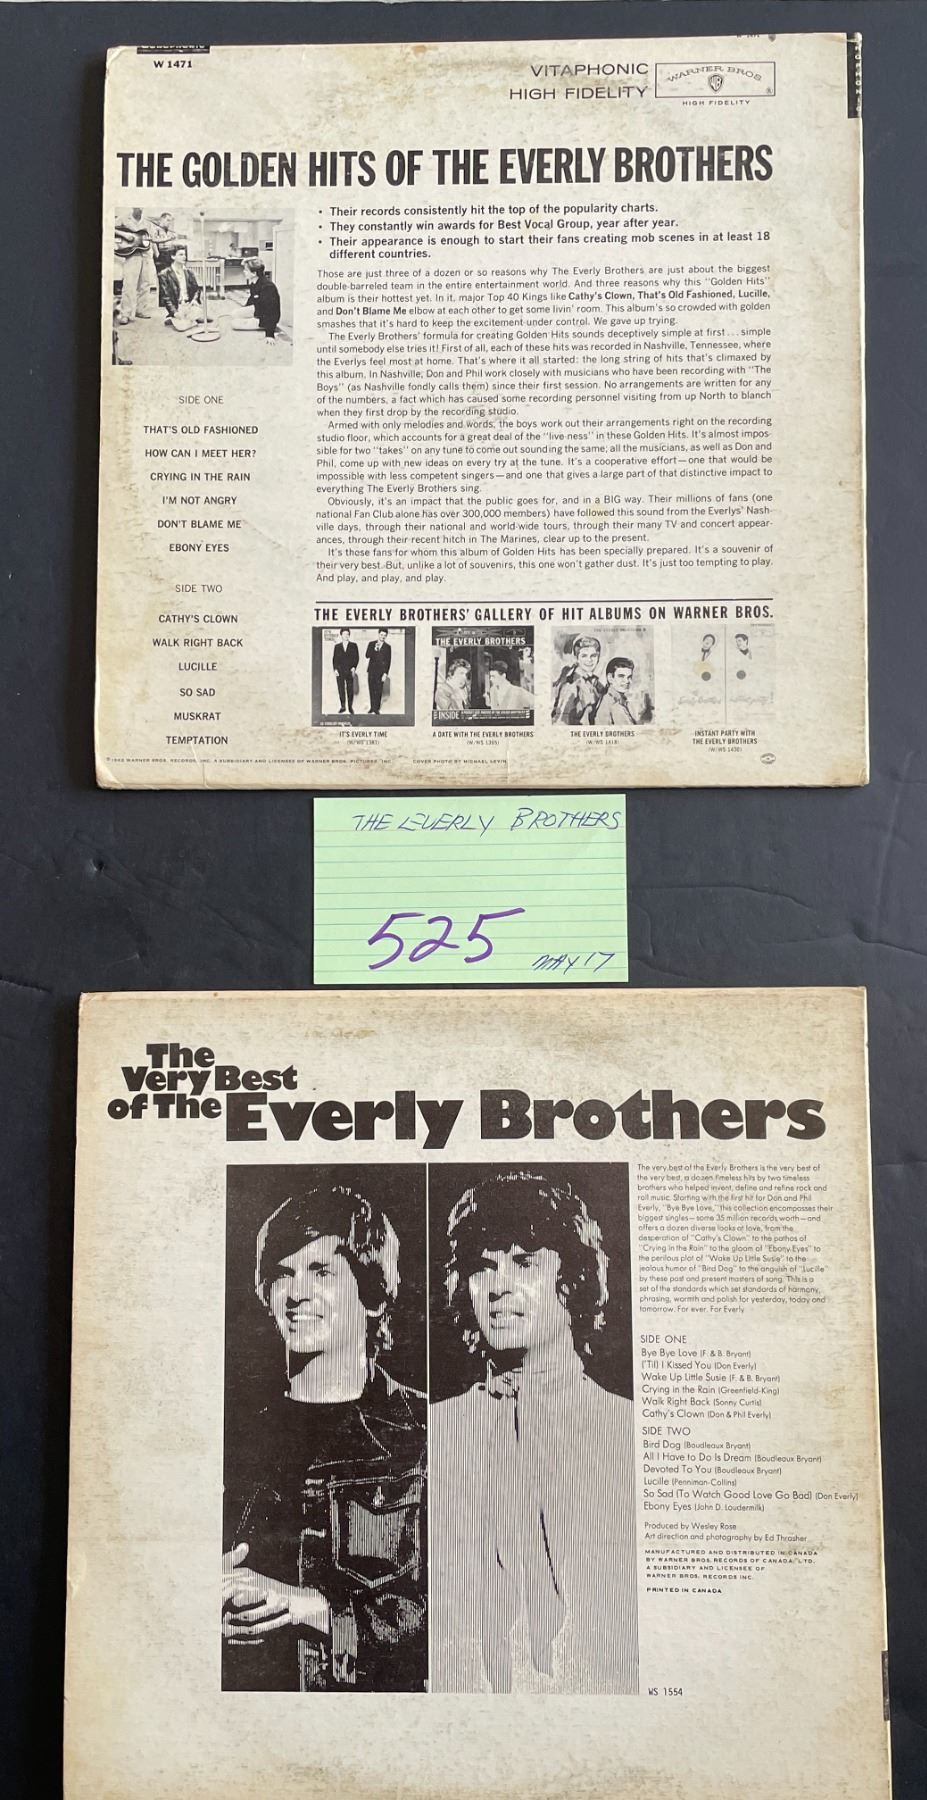 W 1471
VITAPHONIC
HIGH FIDELITY
WARNER BROS
HIGH FIDELITY
THE GOLDEN HITS OF THE EVERLY BROTHERS
• Their records consistently hit the top of the popularity charts.
• They constantly win awards for Best Vocal Group, year after year.
• Their appearance is enough to start their fans creating mob scenes in at least 18
different countries.
Those are just three of a dozen or so reasons why The Everly Brothers are just about the biggest
double-barreled team in the entire entertainment world. And three reasons why this "Golden Hits"
album is their hottest yet. In it, major Top 40 Kings like Cathy's Clown, That's Old Fashioned, Lucille,
and Don't Blame Me elbow at each other to get some livin' room. This album's so crowded with golden
smashes that it's hard to keep the excitement under control. We gave up trying.
The Everly Brothers' formula for creating Golden Hits sounds deceptively simple at first... simple
until somebody else tries it! First of all, each of these hits was recorded in Nashville, Tennessee, where
the Everlys feel most at home. That's where it all started: the long string of hits that's climaxed by
this album. In Nashville, Don and Phil work closely with musicians who have been recording with "The
Boys" (as Nashville fondly calls them) since their first session. No arrangements are written for any
of the numbers, a fact which has caused some recording personnel visiting from up North to blanch
when they first drop by the recording studio.
Armed with only melodies and words, the boys work out their arrangements right on the recording
studio floor, which accounts for a great deal of the "live-ness" in these Golden Hits. It's almost impos-
sible for two "takes" on any tune to come out sounding the same; all the musicians, as well as Don and
Phil, come up with new ideas on every try at the tune. It's a cooperative effort—one that would be
impossible with less competent singers—and one that gives a large part of that distinctive impact to
everything The Everly Brothers sing.
Obviously, it's an impact that the public goes for, and in a BIG way. Their millions of fans (one
national Fan Club alone has over 300,000 members) have followed this sound from the Everlys' Nash-
ville days, through their national and world-wide tours, through their many TV and concert appear-
ances, through their recent hitch in The Marines, clear up to the present.
It's those fans for whom this album of Golden Hits has been specially prepared. It's a souvenir of
their very best. But, unlike a lot of souvenirs, this one won't gather dust. It's just too tempting to play.
And play, and play, and play.
SIDE ONE
THAT'S OLD FASHIONED
HOW CAN I MEET HER?
CRYING IN THE RAIN
I'M NOT ANGRY
DON'T BLAME ME
EBONY EYES
SIDE TWO
CATHY'S CLOWN
WALK RIGHT BACK
LUCILLE
SO SAD
MUSKRAT
TEMPTATION
THE EVERLY BROTHERS' GALLERY OF HIT ALBUMS ON WARNER BROS.
THE EVERLY BROTHERS
INSIDE
IT'S EVERLY TIME
(W/WS 1381)
A DATE WITH THE EVERLY BROTHERS
(W/WS 1395)
THE EVERLY BROTHERS
(W/WS 1418)
INSTANT PARTY WITH
THE EVERLY BROTHERS
(W/WS 1430)
©1962 WARNER BROS. RECORDS, INC. A SUBSIDIARY AND LICENSEE OF WARNER BROS. PICTURES, INC. COVER PHOTO BY MICHAEL LEVIN
THE EVERLY BROTHERS
525
MAY 17
The
Very Best
of The Everly Brothers
The very best of the Everly Brothers is the very best of
the very best, a dozen timeless hits by two timeless
brothers who helped invent, define and refine rock and
roll music. Starting with the first hit for Don and Phil
Everly, "Bye Bye Love," this collection encompasses their
biggest singles—some 35 million records worth—and
offers a dozen diverse looks at love, from the
desperation of "Cathy's Clown" to the pathos of
"Crying in the Rain" to the gloom of "Ebony Eyes" to
the perilous plot of "Wake Up Little Susie" to the
jealous humor of "Bird Dog" to the anguish of "Lucille"
by these past and present masters of song. This is a
set of the standards which set standards of harmony,
phrasing, warmth and polish for yesterday, today and
tomorrow. For ever. For Everly
SIDE ONE
Bye Bye Love (F. & B. Bryant)
('Til) I Kissed You (Don Everly)
Wake Up Little Susie (F. & B. Bryant)
Crying in the Rain (Greenfield-King)
Walk Right Back (Sonny Curtis)
Cathy's Clown (Don & Phil Everly)
SIDE TWO
Bird Dog (Boudleaux Bryant)
All I Have to Do Is Dream (Boudleaux Bryant)
Devoted To You (Boudleaux Bryant)
Lucille (Penniman-Collins)
So Sad (To Watch Good Love Go Bad) (Don Everly)
Ebony Eyes (John D. Loudermilk)
Produced by Wesley Rose
Art direction and photography by Ed Thrasher
MANUFACTURED AND DISTRIBUTED IN CANADA
BY WARNER BROS. RECORDS OF CANADA, LTD.
A SUBSIDIARY AND LICENSEE OF
WARNER BROS. RECORDS INC.
PRINTED IN CANADA
WS 1554